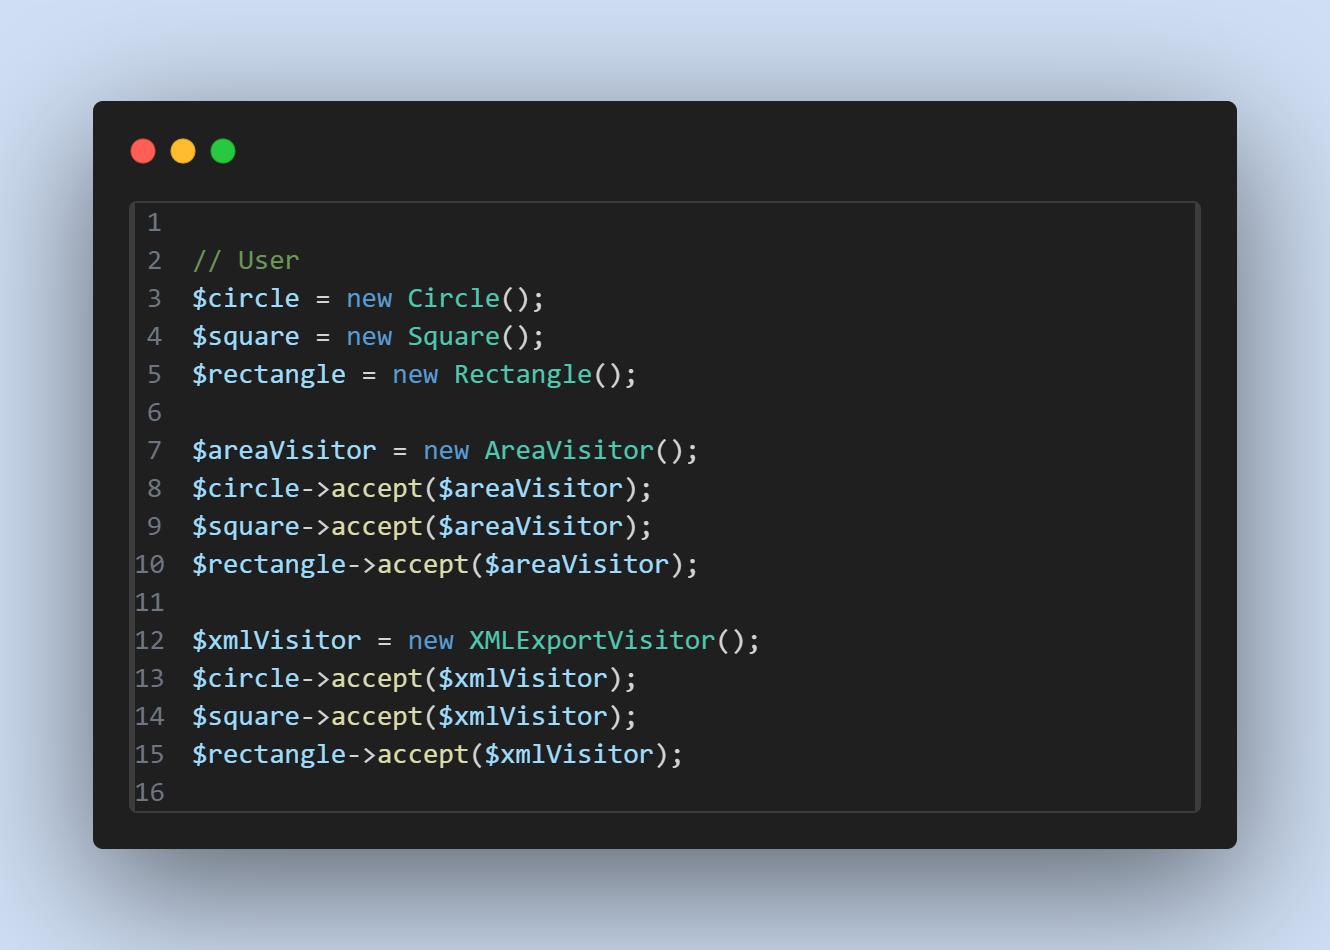 1
2 // User
3 $circle = new Circle();
4 $square = new Square();
5 $rectangle = new Rectangle();
6
7 $areaVisitor = new AreaVisitor();
8 $circle->accept($areaVisitor);
9 $square->accept($areaVisitor);
10 $rectangle->accept($areaVisitor);
11
12 $xmlVisitor = new XMLExportVisitor();
13 $circle->accept($xmlVisitor);
14 $square->accept($xmlVisitor);
15 $rectangle->accept($xmlVisitor);
16